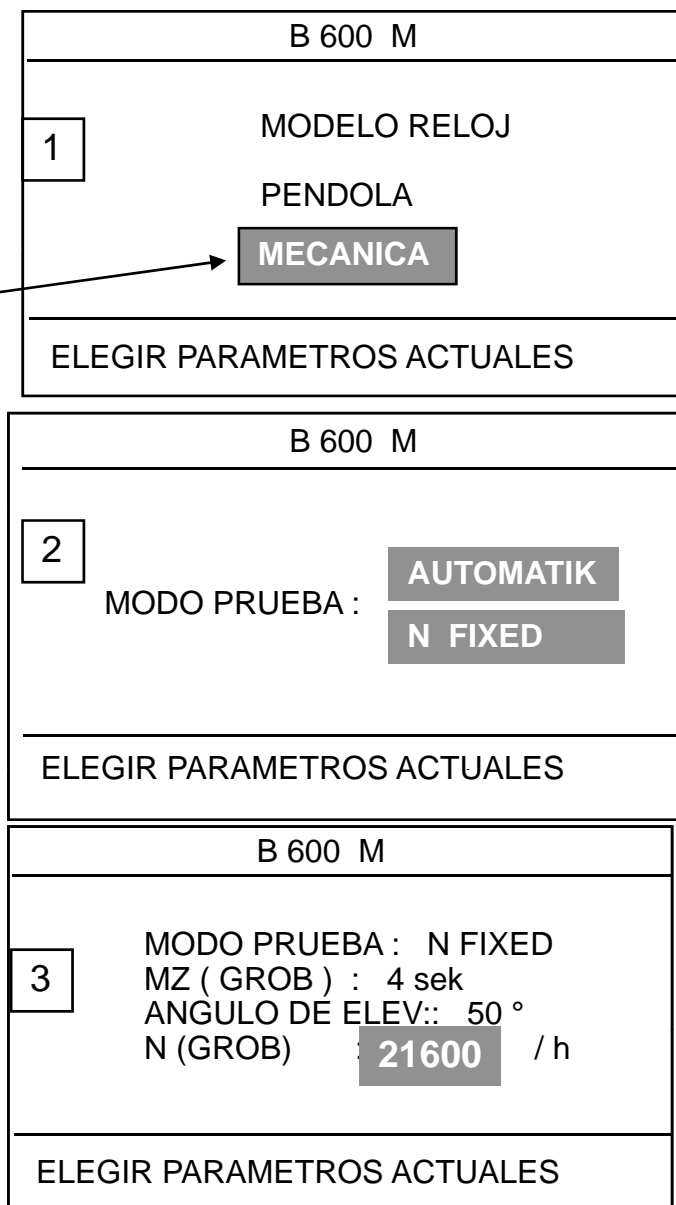 B 600 M
1
MODELO RELOJ
PENDOLA
MECANICA
ELEGIR PARAMETROS ACTUALES
B 600 M
2
AUTOMATIK
MODO PRUEBA :
N FIXED
ELEGIR PARAMETROS ACTUALES
B 600 M
3
MODO PRUEBA : N FIXED
MZ ( GROB ) : 4 sek
ANGULO DE ELEV:: 50 °
N (GROB) : 21600 / h
ELEGIR PARAMETROS ACTUALES